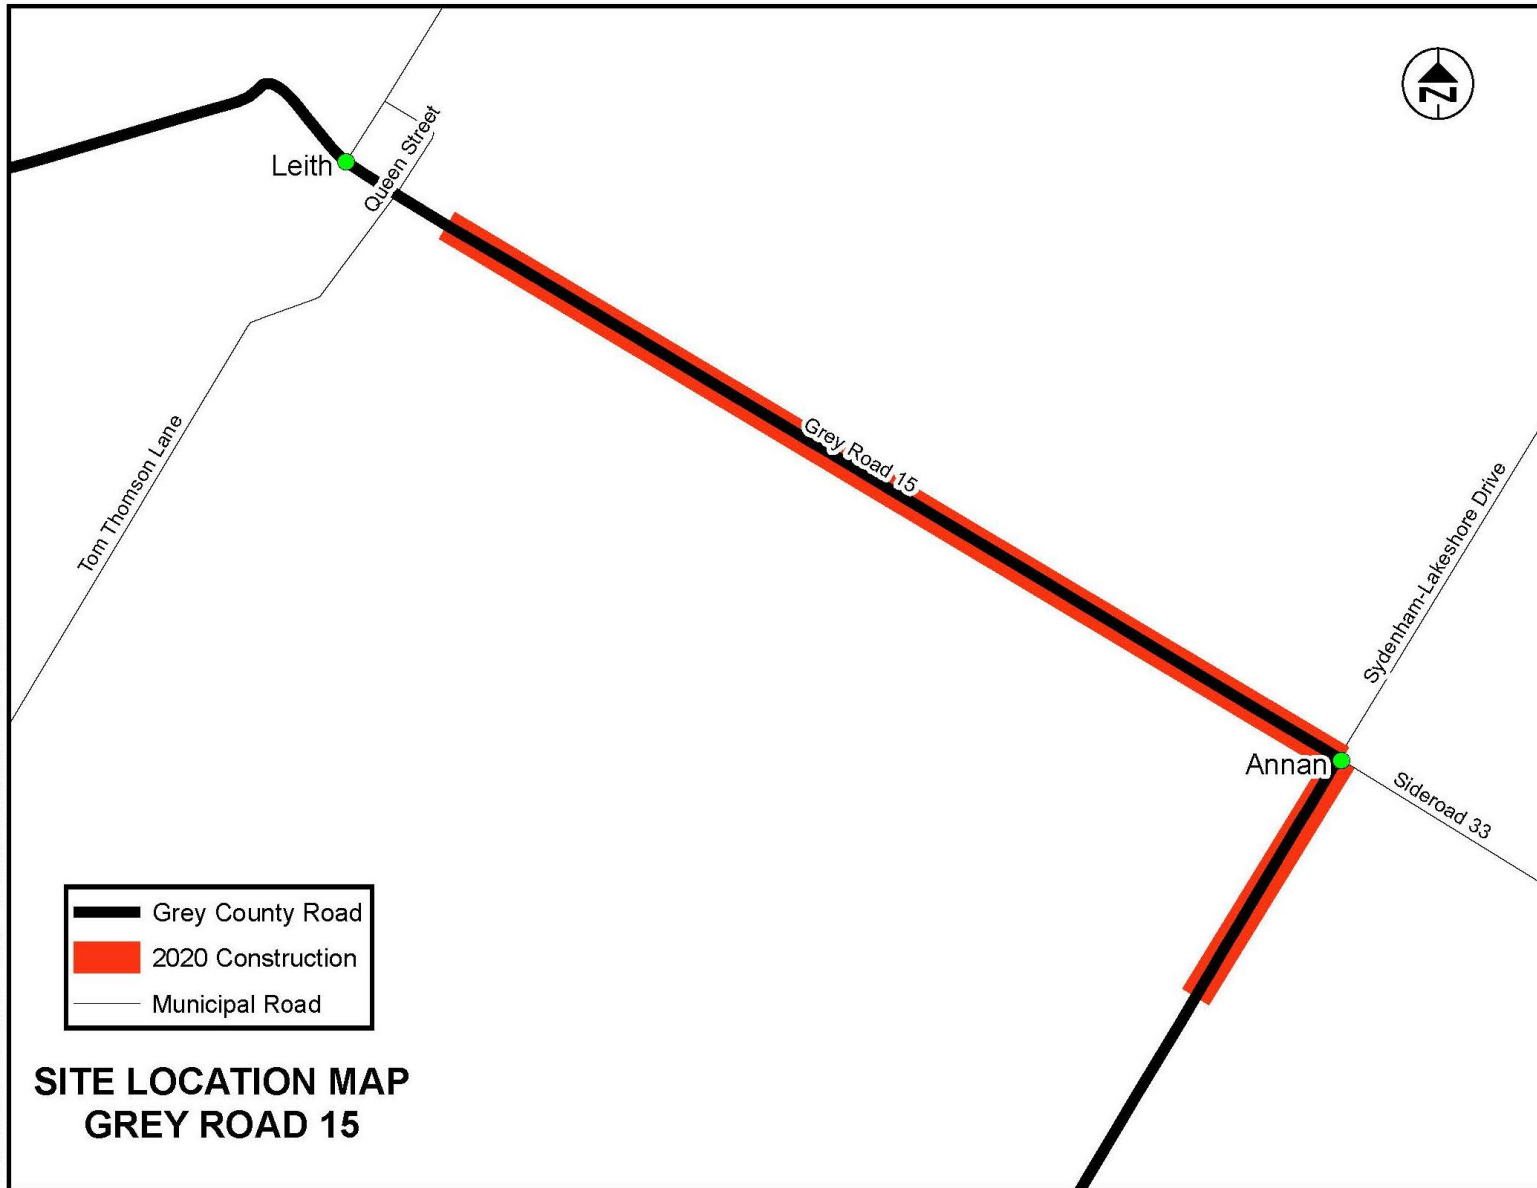 N
Leith
Queen Street
Tom Thomson Lane
Grey Road 15
Sydenham-Lakeshore Drive
Annan
Sideroad 33
Grey County Road
2020 Construction
Municipal Road
SITE LOCATION MAP
GREY ROAD 15